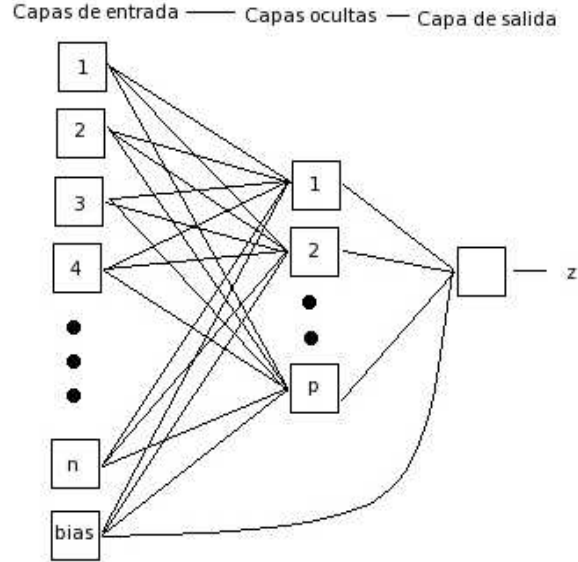 Capas de entrada — Capas ocultas — Capa de salida
1
2
3
4
n
bias
1
2
p
z